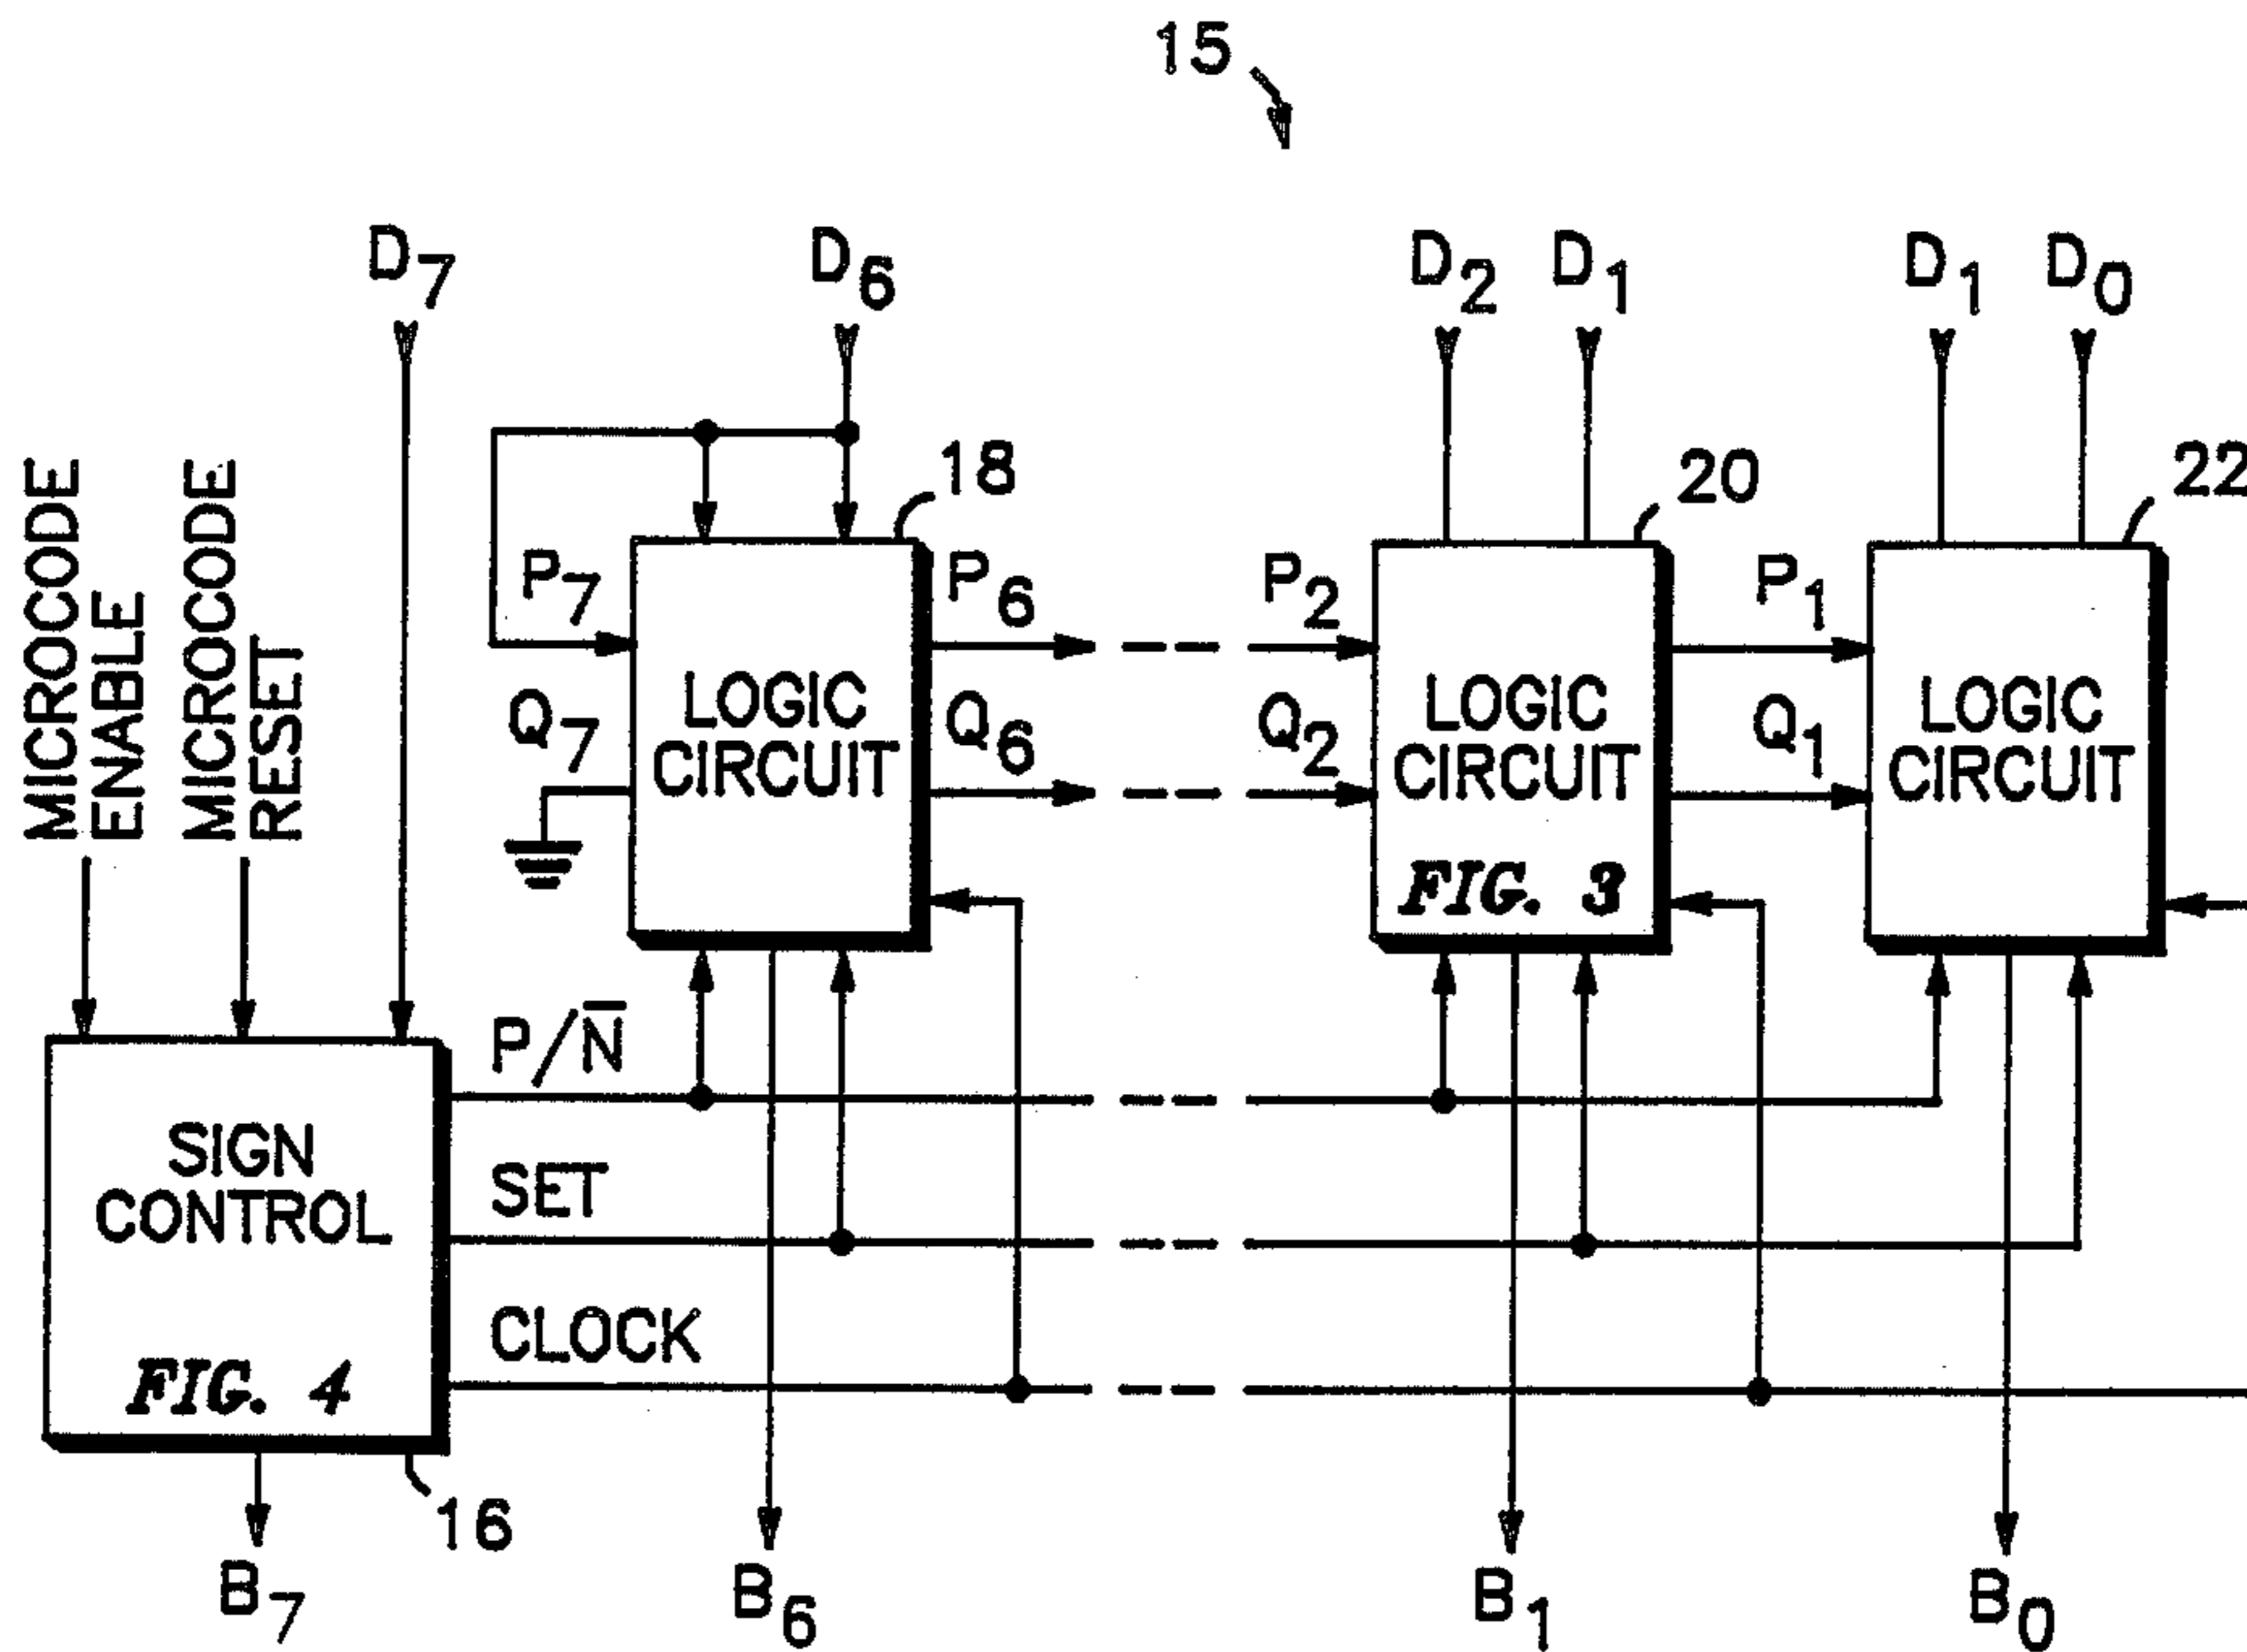 15
D7
D6
D2
D1
D1
D0
MICROCODE
ENABLE
MICROCODE
RESET
18
20
22
P7
P6
P2
P1
Q7
Q6
Q2
Q1
LOGIC
CIRCUIT
LOGIC
CIRCUIT
FIG. 3
LOGIC
CIRCUIT
P/N̅
SIGN
CONTROL
SET
CLOCK
FIG. 4
16
B7
B6
B1
B0